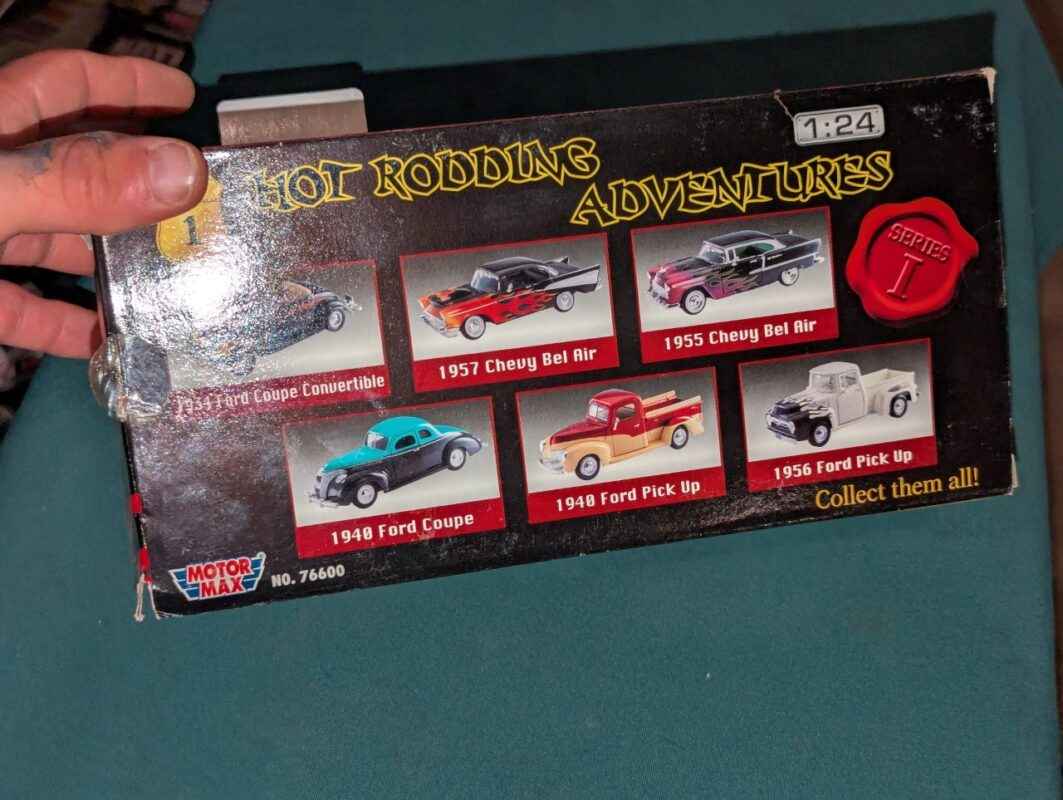 1:24
HOT RODDING
ADVENTURES
1
SERIES
I
1934 Ford Coupe Convertible
1957 Chevy Bel Air
1955 Chevy Bel Air
1940 Ford Coupe
1940 Ford Pick Up
1956 Ford Pick Up
Collect them all!
MOTOR
MAX
®
NO. 76600